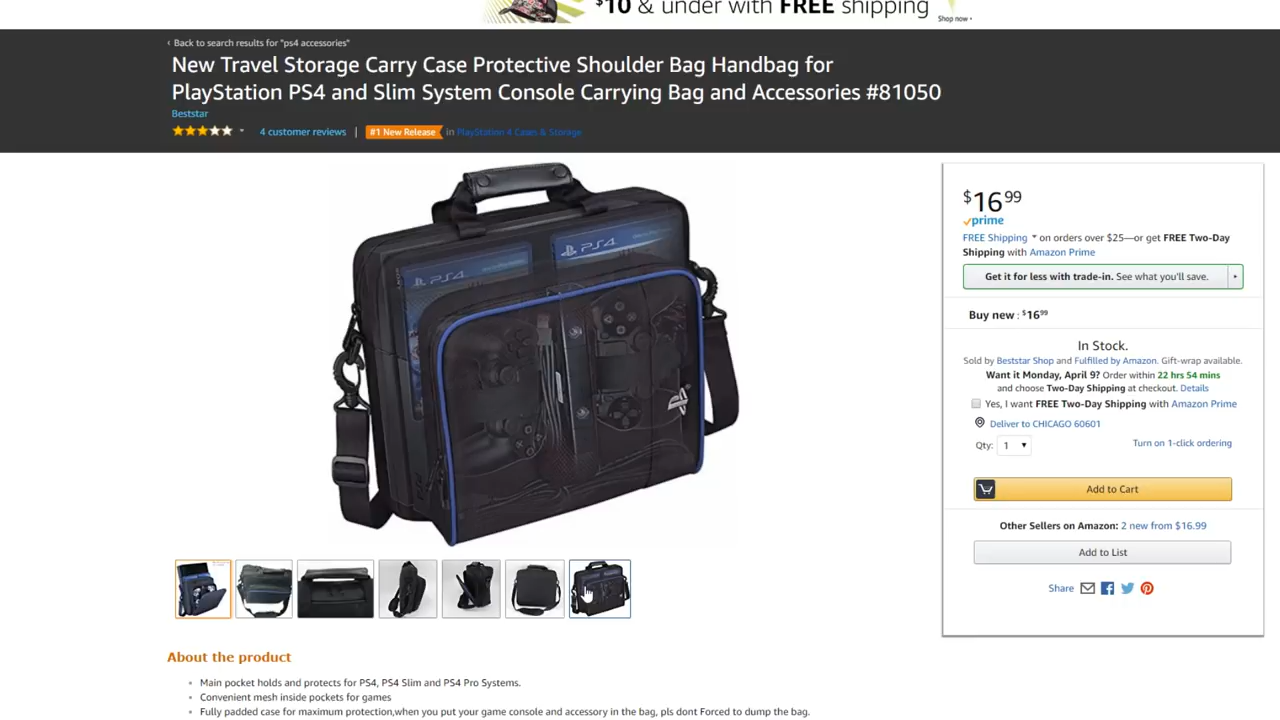 $10 & under with FREE shipping
Shop now ›
‹ Back to search results for "ps4 accessories"
New Travel Storage Carry Case Protective Shoulder Bag Handbag for
PlayStation PS4 and Slim System Console Carrying Bag and Accessories #81050
Beststar
4 customer reviews | #1 New Release in PlayStation 4 Cases & Storage
PS4
PS4
$16 99
prime
FREE Shipping on orders over $25—or get FREE Two-Day
Shipping with Amazon Prime
Get it for less with trade-in. See what you'll save.
Buy new : $16 99
In Stock.
Sold by Beststar Shop and Fulfilled by Amazon. Gift-wrap available.
Want it Monday, April 9? Order within 22 hrs 54 mins
and choose Two-Day Shipping at checkout. Details
Yes, I want FREE Two-Day Shipping with Amazon Prime
Deliver to CHICAGO 60601
Qty: 1
Turn on 1-click ordering
Add to Cart
Other Sellers on Amazon: 2 new from $16.99
Add to List
Share
About the product
• Main pocket holds and protects for PS4, PS4 Slim and PS4 Pro Systems.
• Convenient mesh inside pockets for games
• Fully padded case for maximum protection,when you put your game console and accessory in the bag, pls dont Forced to dump the bag.